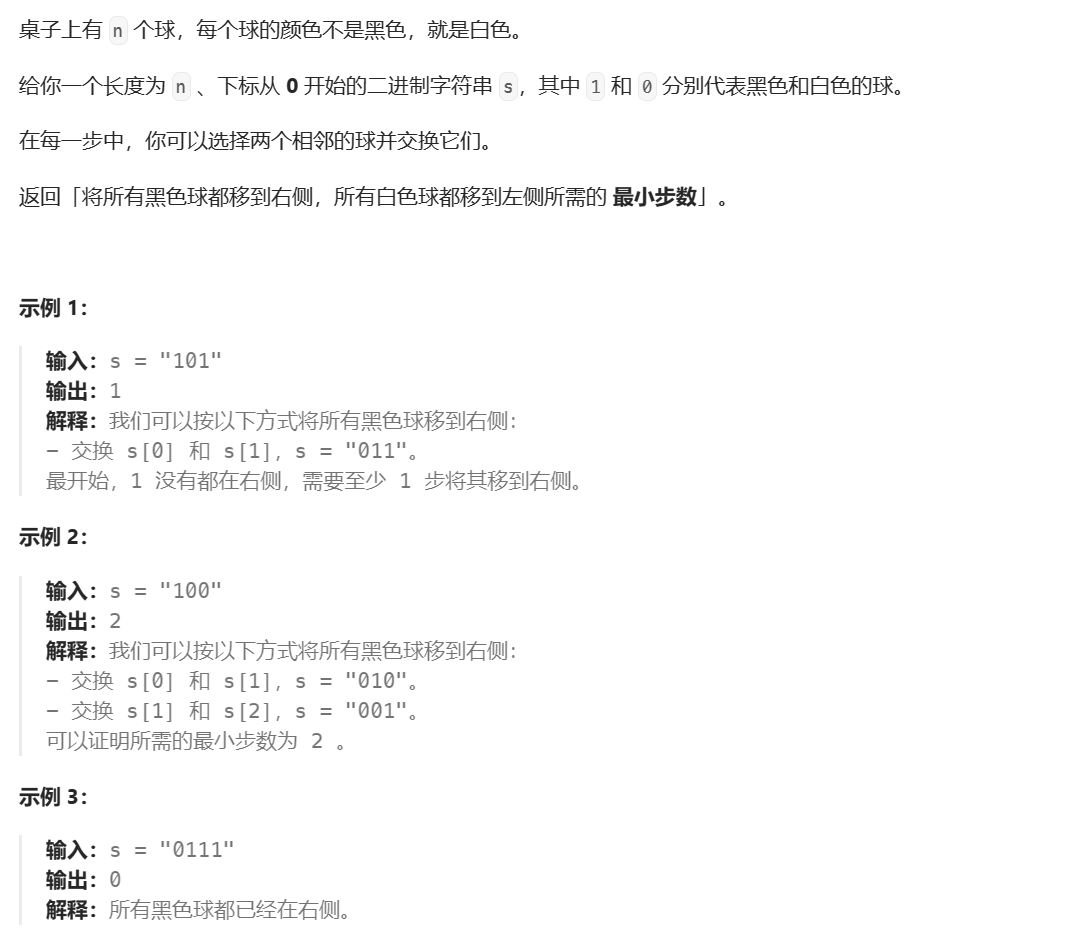 桌子上有 n 个球，每个球的颜色不是黑色，就是白色。
给你一个长度为 n 、下标从 0 开始的二进制字符串 s，其中 1 和 0 分别代表黑色和白色的球。
在每一步中，你可以选择两个相邻的球并交换它们。
返回「将所有黑色球都移到右侧，所有白色球都移到左侧所需的 最小步数」。
示例 1：
输入：s = "101"
输出：1
解释：我们可以按以下方式将所有黑色球移到右侧：
- 交换 s[0] 和 s[1]，s = "011"。
最开始，1 没有都在右侧，需要至少 1 步将其移到右侧。
示例 2：
输入：s = "100"
输出：2
解释：我们可以按以下方式将所有黑色球移到右侧：
- 交换 s[0] 和 s[1]，s = "010"。
- 交换 s[1] 和 s[2]，s = "001"。
可以证明所需的最小步数为 2 。
示例 3：
输入：s = "0111"
输出：0
解释：所有黑色球都已经在右侧。